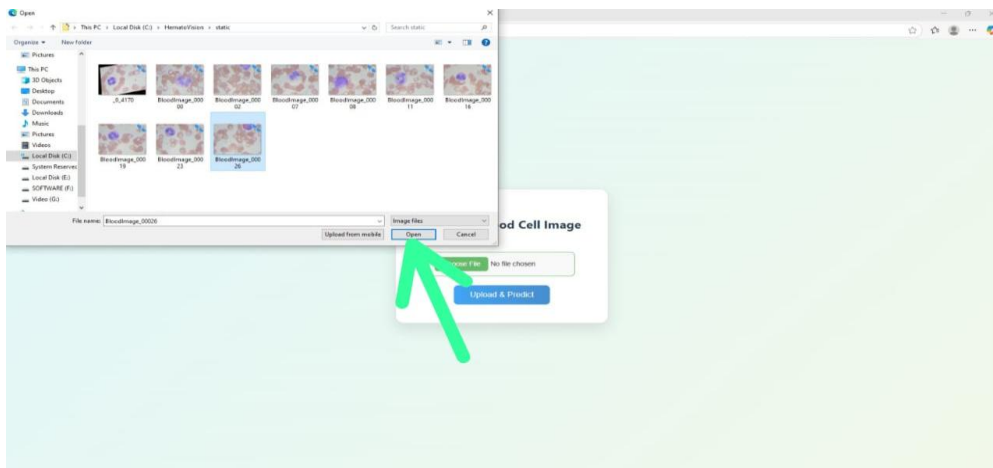 Open
This PC › Local Disk (C:) › HematoVision › static
Search static
Organize
New folder
Pictures
This PC
3D Objects
Desktop
Documents
Downloads
Music
Pictures
Videos
Local Disk (C:)
System Reserved
Local Disk (E:)
SOFTWARE (F:)
Video (G:)
_0_4170
BloodImage_000
00
BloodImage_000
02
BloodImage_000
07
BloodImage_000
08
BloodImage_000
11
BloodImage_000
16
BloodImage_000
19
BloodImage_000
23
BloodImage_000
26
File name:
Image files
Upload from mobile
Open
Cancel
od Cell Image
File
No file chosen
Upload & Predict